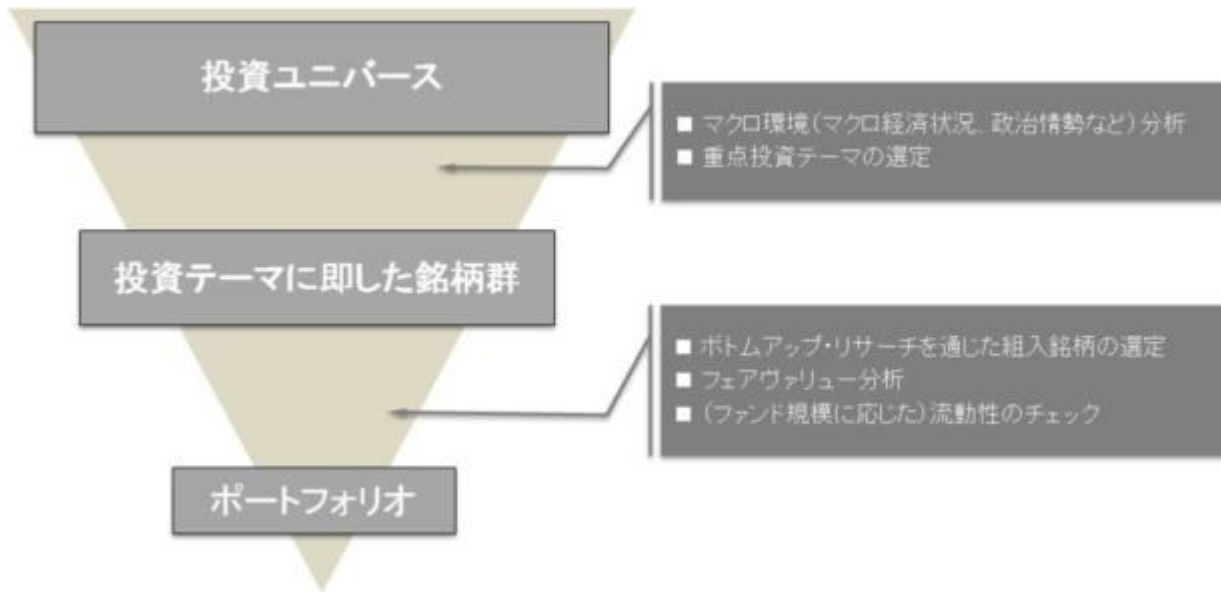 投資ユニバース
■ マクロ環境(マクロ経済状況、政治情勢など)分析
■ 重点投資テーマの選定
投資テーマに即した銘柄群
■ ボトムアップ・リサーチを通じた組入銘柄の選定
■ フェアヴァリュー分析
■ (ファンド規模に応じた)流動性のチェック
ポートフォリオ